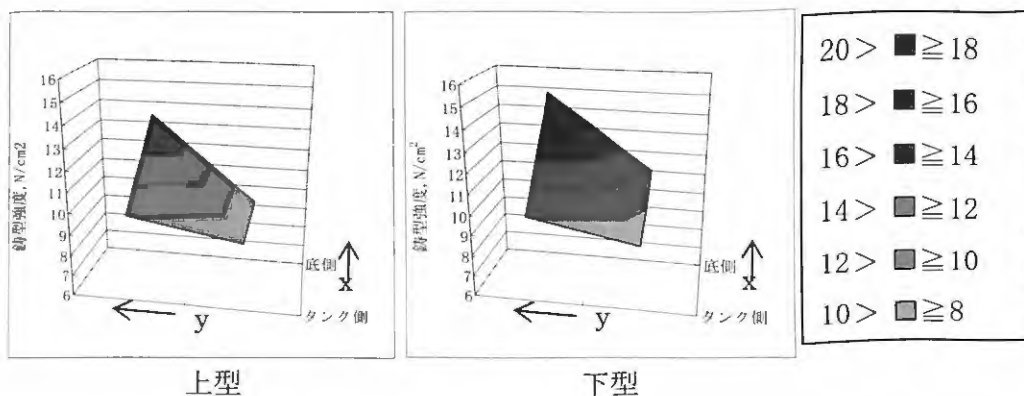 鋳型強度, N/cm2
16
15
14
13
12
11
10
9
8
7
6
底側
タンク側
x
y
上型
鋳型強度, N/cm²
16
15
14
13
12
11
10
9
8
7
6
底側
タンク側
x
y
下型
20> ■≧18
18> ■≧16
16> ■≧14
14> ■≧12
12> ■≧10
10> ■≧8